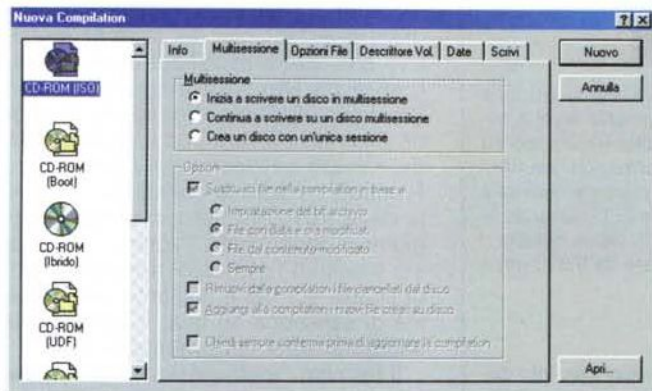 Nuova Compilation
CD-ROM (ISO)
CD-ROM
(Boot)
CD-ROM
(Ibrido)
CD-ROM
(UDF)
Info Multisessione Opzioni File Descrittore Vol. Date Scrivi
Multisessione
Inizia a scrivere un disco in multisessione
Continua a scrivere su un disco multisessione
Crea un disco con un'unica sessione
Option
Sostituisci file nella compilation in base a
Impostazione del bit archivio
File con data e ora modificati
File dal contenuto modificato
Sempre
Rimuovi dalla compilation i file cancellati dal disco
Aggiungi alla compilation i nuovi file creati su disco
Chiedi sempre conferma prima di aggiornare la compilation
Nuovo
Annulla
Apri...